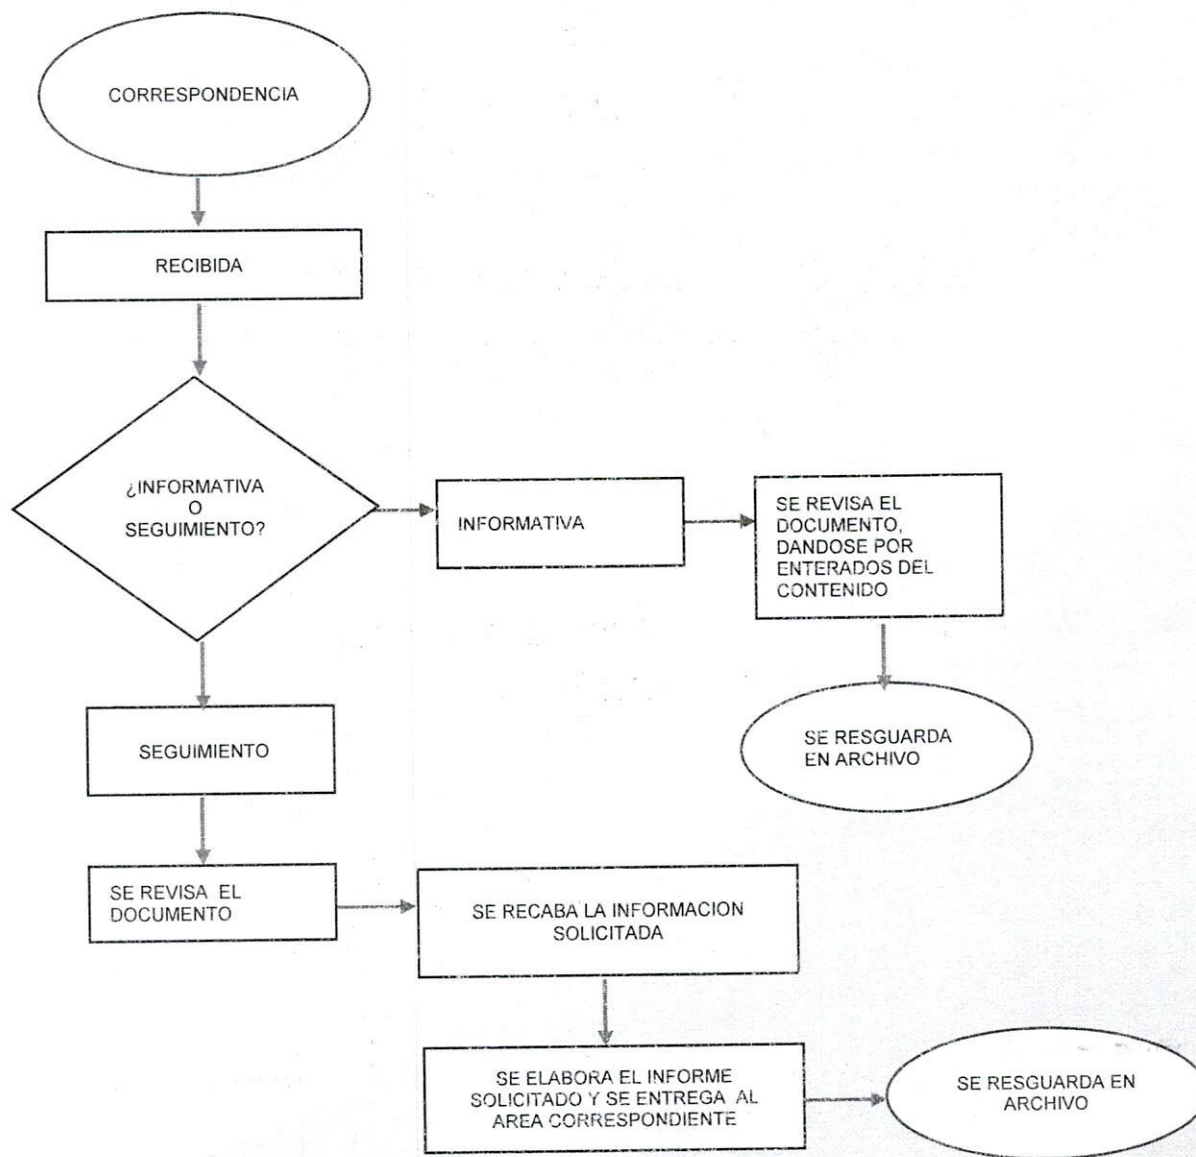 CORRESPONDENCIA
RECIBIDA
¿INFORMATIVA
O
SEGUIMIENTO?
INFORMATIVA
SE REVISA EL
DOCUMENTO,
DANDOSE POR
ENTERADOS DEL
CONTENIDO
SE RESGUARDA
EN ARCHIVO
SEGUIMIENTO
SE REVISA EL
DOCUMENTO
SE RECABA LA INFORMACION
SOLICITADA
SE ELABORA EL INFORME
SOLICITADO Y SE ENTREGA AL
AREA CORRESPONDIENTE
SE RESGUARDA EN
ARCHIVO